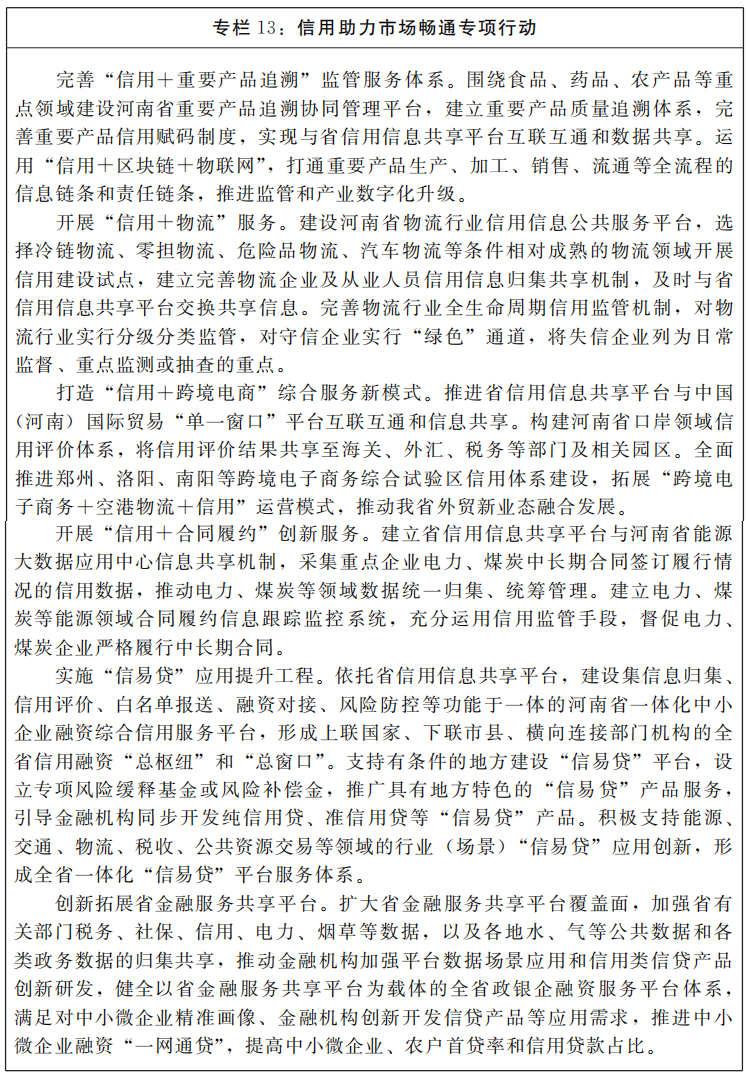 专栏 13：信用助力市场畅通专项行动
完善“信用＋重要产品追溯”监管服务体系。围绕食品、药品、农产品等重
点领域建设河南省重要产品追溯协同管理平台，建立重要产品质量追溯体系，完
善重要产品信用赋码制度，实现与省信用信息共享平台互联互通和数据共享。运
用“信用＋区块链＋物联网”，打通重要产品生产、加工、销售、流通等全流程的
信息链条和责任链条，推进监管和产业数字化升级。
开展“信用＋物流”服务。建设河南省物流行业信用信息公共服务平台，选
择冷链物流、零担物流、危险品物流、汽车物流等条件相对成熟的物流领域开展
信用建设试点，建立完善物流企业及从业人员信用信息归集共享机制，及时与省
信用信息共享平台交换共享信息。完善物流行业全生命周期信用监管机制，对物
流行业实行分级分类监管，对守信企业实行“绿色”通道，将失信企业列为日常
监督、重点监测或抽查的重点。
打造“信用＋跨境电商”综合服务新模式。推进省信用信息共享平台与中国
（河南）国际贸易“单一窗口”平台互联互通和信息共享。构建河南省口岸领域信
用评价体系，将信用评价结果共享至海关、外汇、税务等部门及相关园区。全面
推进郑州、洛阳、南阳等跨境电子商务综合试验区信用体系建设，拓展“跨境电
子商务＋空港物流＋信用”运营模式，推动我省外贸新业态融合发展。
开展“信用＋合同履约”创新服务。建立省信用信息共享平台与河南省能源
大数据应用中心信息共享机制，采集重点企业电力、煤炭中长期合同签订履行情
况的信用数据，推动电力、煤炭等领域数据统一归集、统筹管理。建立电力、煤
炭等能源领域合同履约信息跟踪监控系统，充分运用信用监管手段，督促电力、
煤炭企业严格履行中长期合同。
实施“信易贷”应用提升工程。依托省信用信息共享平台，建设集信息归集、
信用评价、白名单报送、融资对接、风险防控等功能于一体的河南省一体化中小
企业融资综合信用服务平台，形成上联国家、下联市县、横向连接部门机构的全
省信用融资“总枢纽”和“总窗口”。支持有条件的地方建设“信易贷”平台，设
立专项风险缓释基金或风险补偿金，推广具有地方特色的“信易贷”产品服务，
引导金融机构同步开发纯信用贷、准信用贷等“信易贷”产品。积极支持能源、
交通、物流、税收、公共资源交易等领域的行业（场景）“信易贷”应用创新，形
成全省一体化“信易贷”平台服务体系。
创新拓展省金融服务共享平台。扩大省金融服务共享平台覆盖面，加强省有
关部门税务、社保、信用、电力、烟草等数据，以及各地水、气等公共数据和各
类政务数据的归集共享，推动金融机构加强平台数据场景应用和信用类信贷产品
创新研发，健全以省金融服务共享平台为载体的全省政银企融资服务平台体系，
满足对中小微企业精准画像、金融机构创新开发信贷产品等应用需求，推进中小
微企业融资“一网通贷”，提高中小微企业、农户首贷率和信用贷款占比。